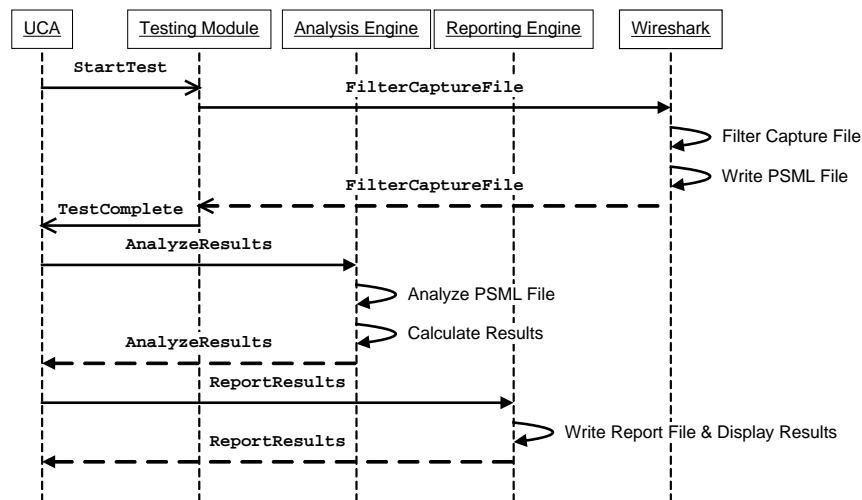 UCA
Testing Module
Analysis Engine
Reporting Engine
Wireshark
StartTest
FilterCaptureFile
Filter Capture File
Write PSML File
FilterCaptureFile
TestComplete
AnalyzeResults
Analyze PSML File
Calculate Results
AnalyzeResults
ReportResults
Write Report File & Display Results
ReportResults